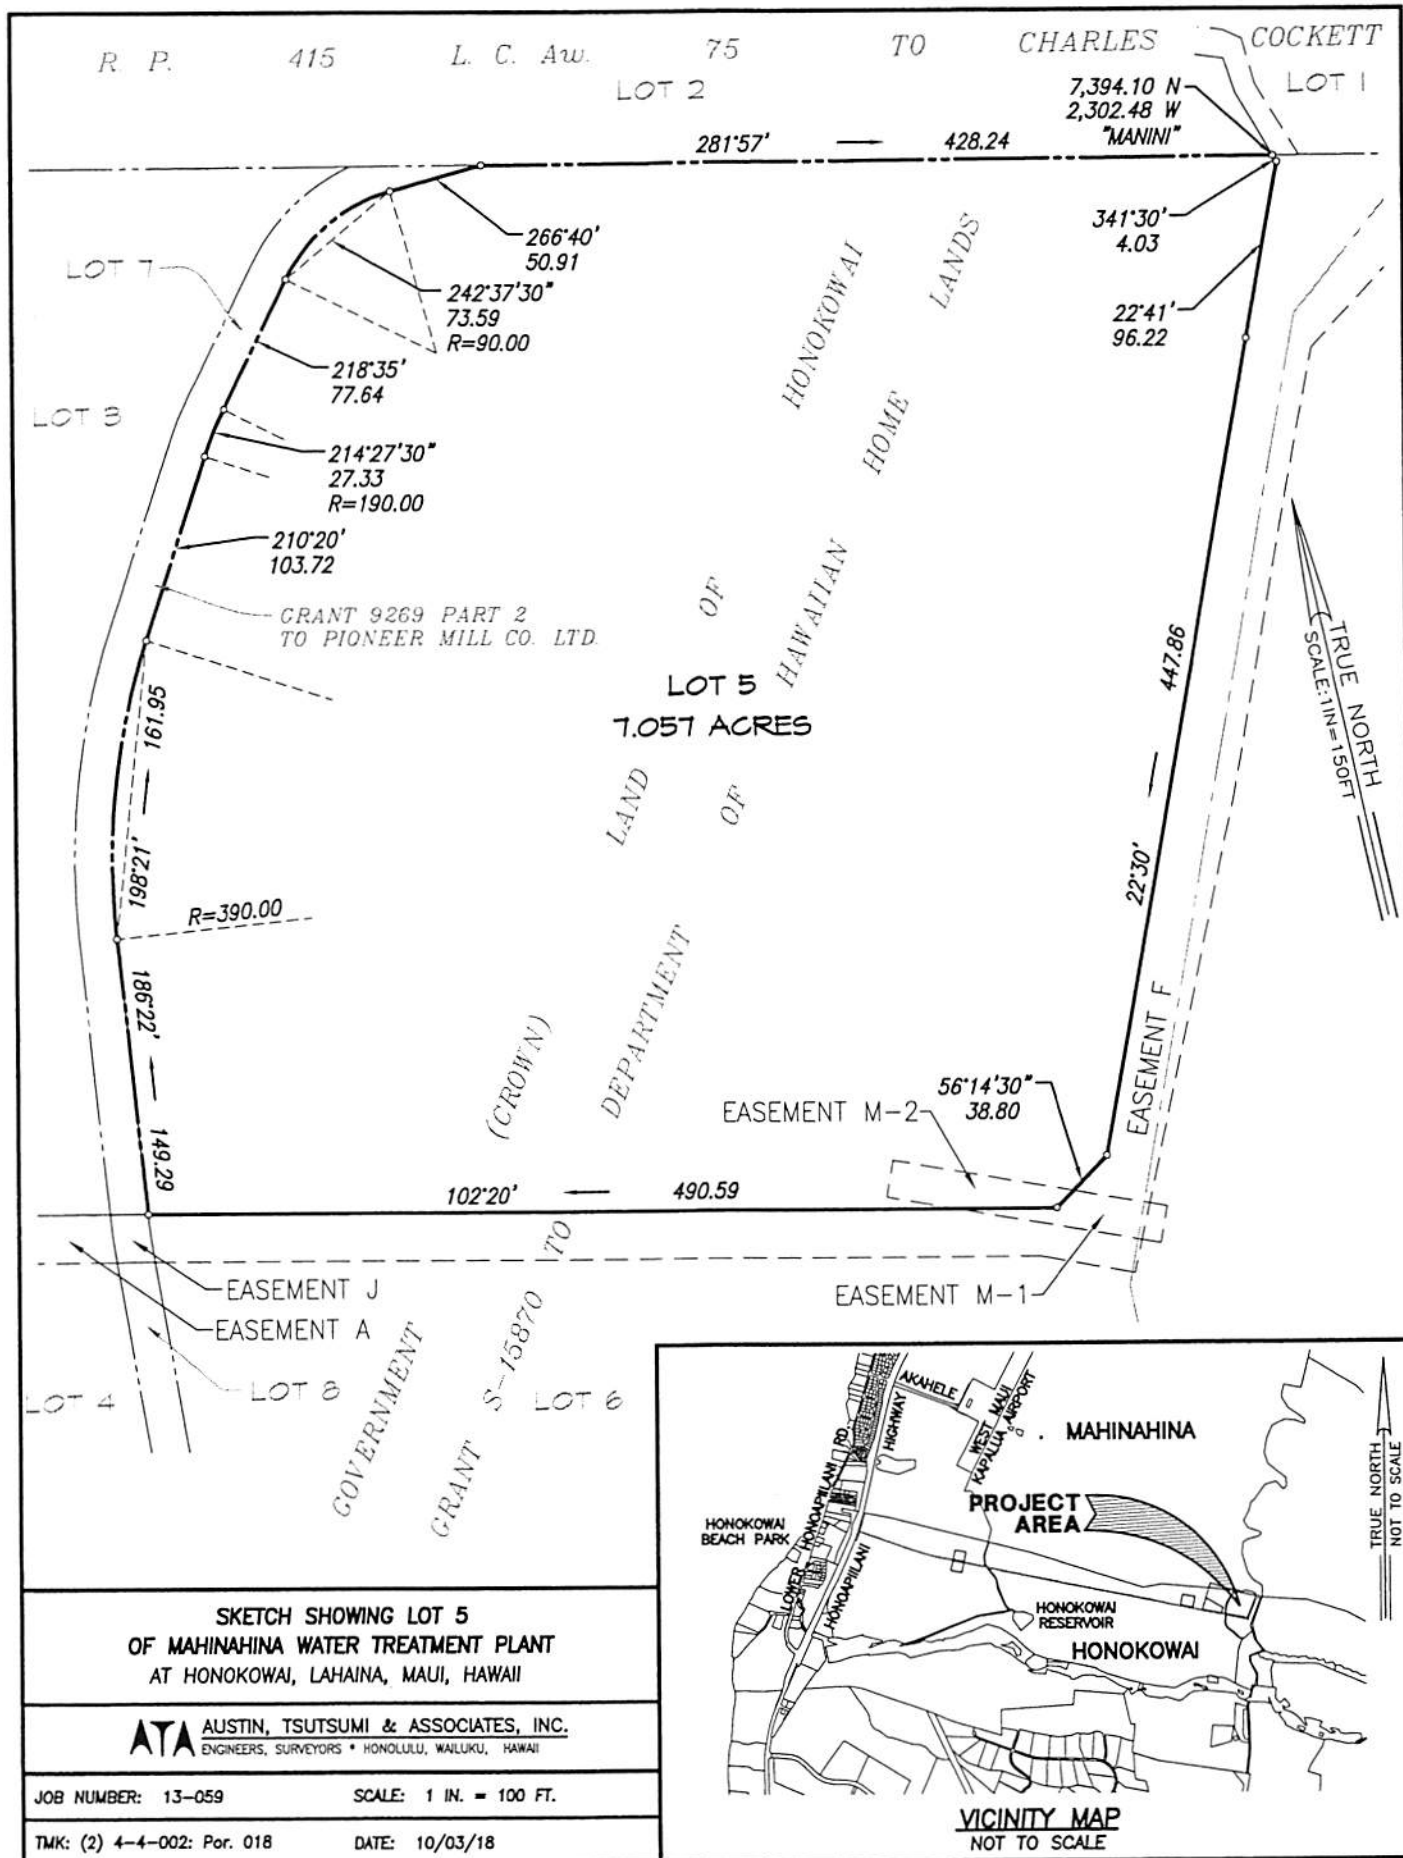 R. P. 415 L. C. Aw. 75 TO CHARLES COCKETT
LOT 2
LOT 1
7,394.10 N
2,302.48 W
"MANINI"
281°57' 428.24
341°30'
4.03
22°41'
96.22
266°40'
50.91
242°37'30"
73.59
R=90.00
LOT 7
218°35'
77.64
LOT 3
214°27'30"
27.33
R=190.00
210°20'
103.72
GRANT 9269 PART 2
TO PIONEER MILL CO. LTD.
LOT 5
7.057 ACRES
198°21' 161.95
R=390.00
186°22' 149.29
(CROWN) LAND OF HONOKOWAI
DEPARTMENT OF HAWAIIAN HOME LANDS
22°30' 447.86
TRUE NORTH
SCALE: 1IN=150FT
EASEMENT F
56°14'30"
38.80
EASEMENT M-2
102°20' 490.59
EASEMENT M-1
EASEMENT J
EASEMENT A
LOT 4
LOT 8
LOT 6
GOVERNMENT
GRANT S-15870 TO
AKAHELE
HIGHWAY
WEST MAUI
KAPALUA AIRPORT
MAHINAHINA
PROJECT
AREA
HONOKOWAI
BEACH PARK
LOWER HONOAPIILANI RD.
HONOAPIILANI
HONOKOWAI
RESERVOIR
HONOKOWAI
TRUE NORTH
NOT TO SCALE
VICINITY MAP
NOT TO SCALE
SKETCH SHOWING LOT 5
OF MAHINAHINA WATER TREATMENT PLANT
AT HONOKOWAI, LAHAINA, MAUI, HAWAII
ATA AUSTIN, TSUTSUMI & ASSOCIATES, INC.
ENGINEERS, SURVEYORS * HONOLULU, WAILUKU, HAWAII
JOB NUMBER: 13-059 SCALE: 1 IN. = 100 FT.
TMK: (2) 4-4-002: Por. 018 DATE: 10/03/18